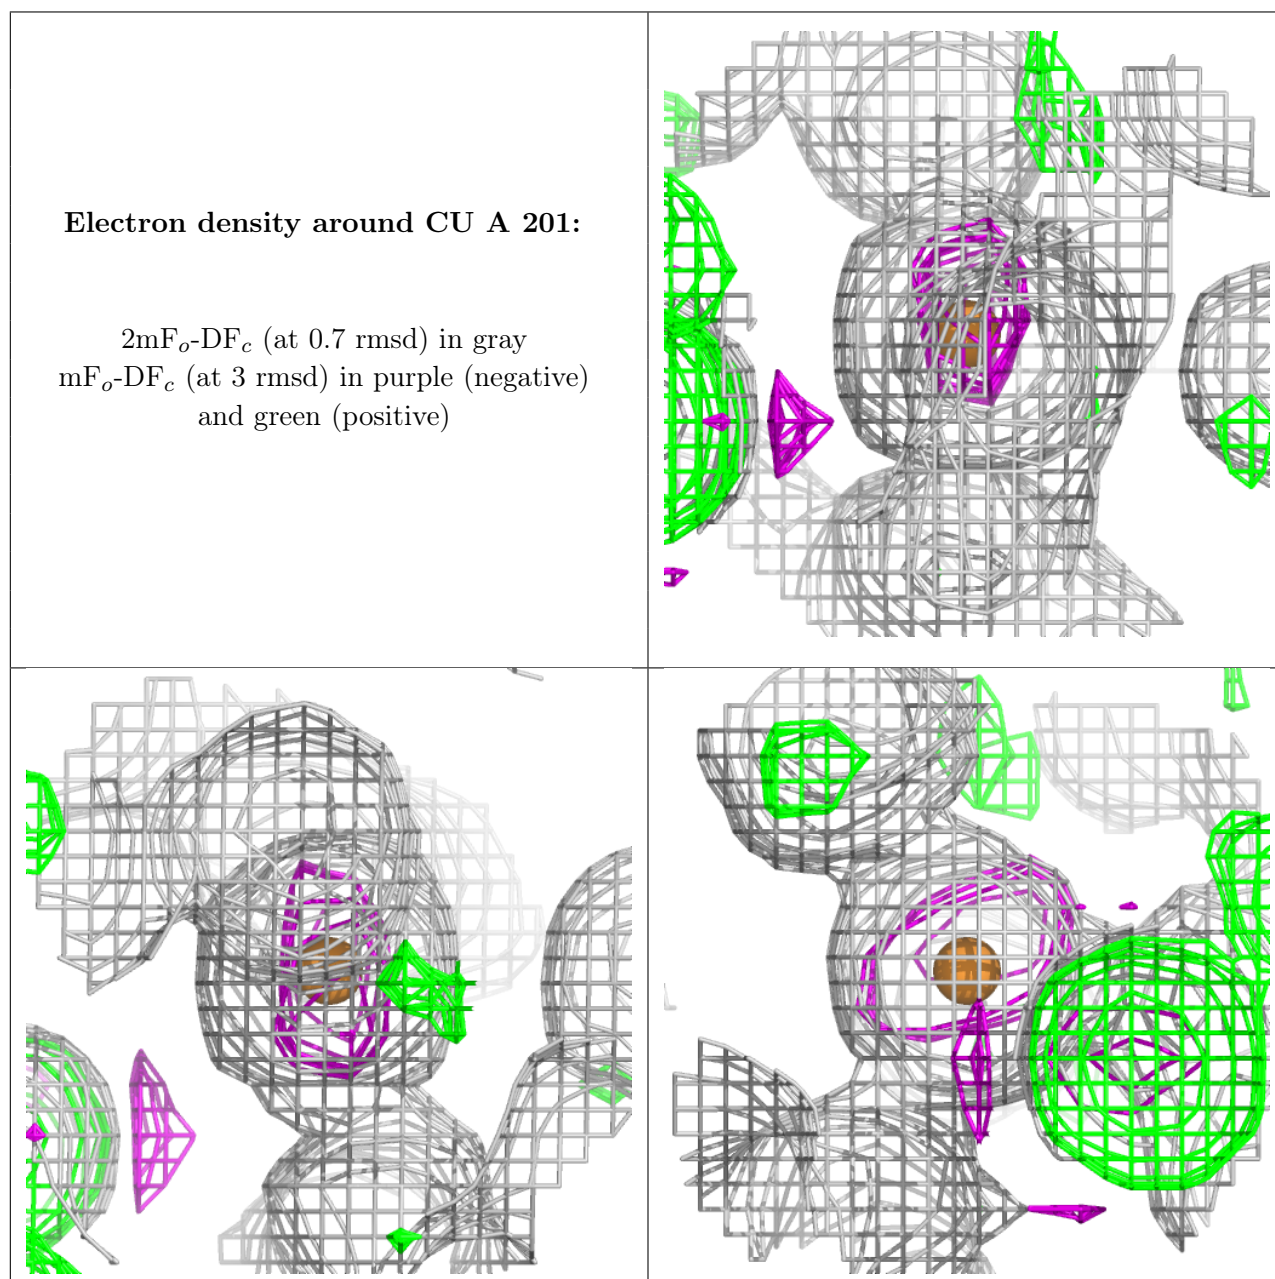 Electron density around CU A 201:
2mFo-DFc (at 0.7 rmsd) in gray
mFo-DFc (at 3 rmsd) in purple (negative)
and green (positive)